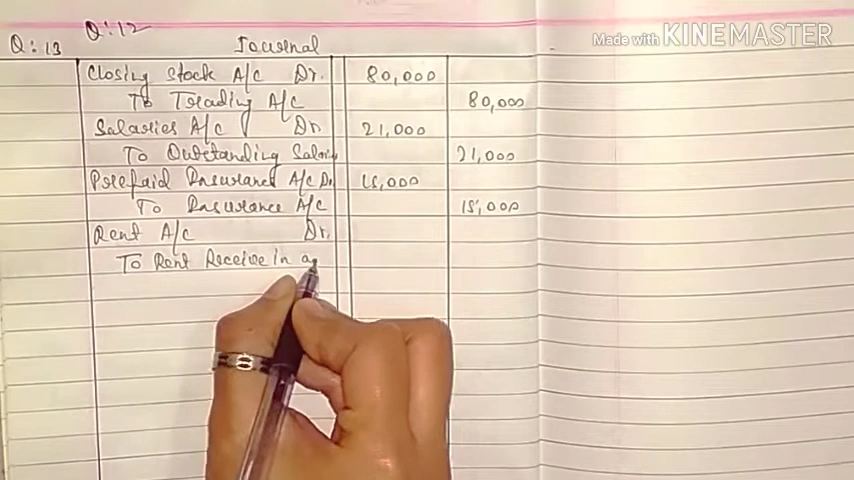 Made with KINEMASTER
Q: 13 Q: 12 Journal
Closing Stock A/c Dr. 80,000
To Trading A/c 80,000
Salaries A/c Dr. 21,000
To Outstanding Salari 21,000
Prepaid Insurance A/c Dr. 15,000
To Insurance A/c 15,000
Rent A/c Dr.
To Rent Receive in a